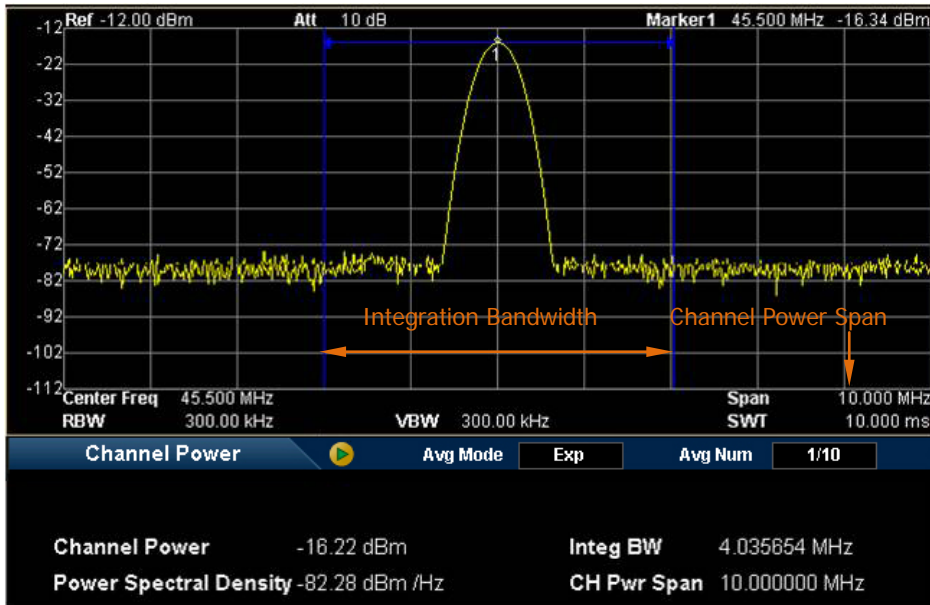 Ref -12.00 dBm Att 10 dB Marker1 45.500 MHz -16.34 dBm
-12
1
-22
-32
-42
-52
-62
-72
-82
-92
Integration Bandwidth Channel Power Span
-102
-112
Center Freq 45.500 MHz Span 10.000 MHz
RBW 300.00 kHz VBW 300.00 kHz SWT 10.000 ms
Channel Power Avg Mode Exp Avg Num 1/10
Channel Power -16.22 dBm Integ BW 4.035654 MHz
Power Spectral Density -82.28 dBm /Hz CH Pwr Span 10.000000 MHz